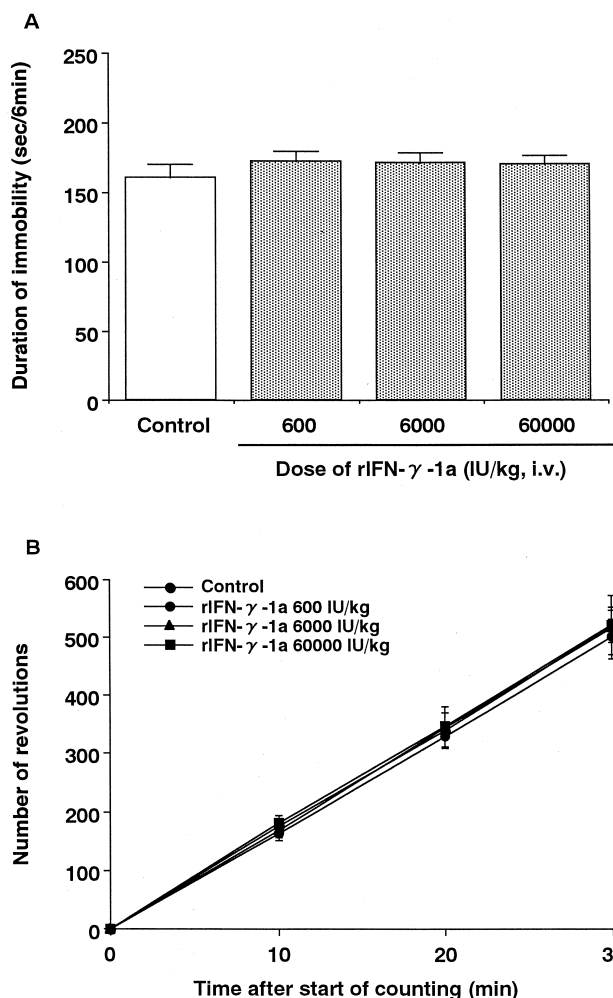 A
Duration of immobility (sec/6min)
250
200
150
100
50
0
Control 600 6000 60000
Dose of rIFN-γ-1a (IU/kg, i.v.)
B
Number of revolutions
600
500
400
300
200
100
0
Control
rIFN-γ-1a 600 IU/kg
rIFN-γ-1a 6000 IU/kg
rIFN-γ-1a 60000 IU/kg
0 10 20 3
Time after start of counting (min)